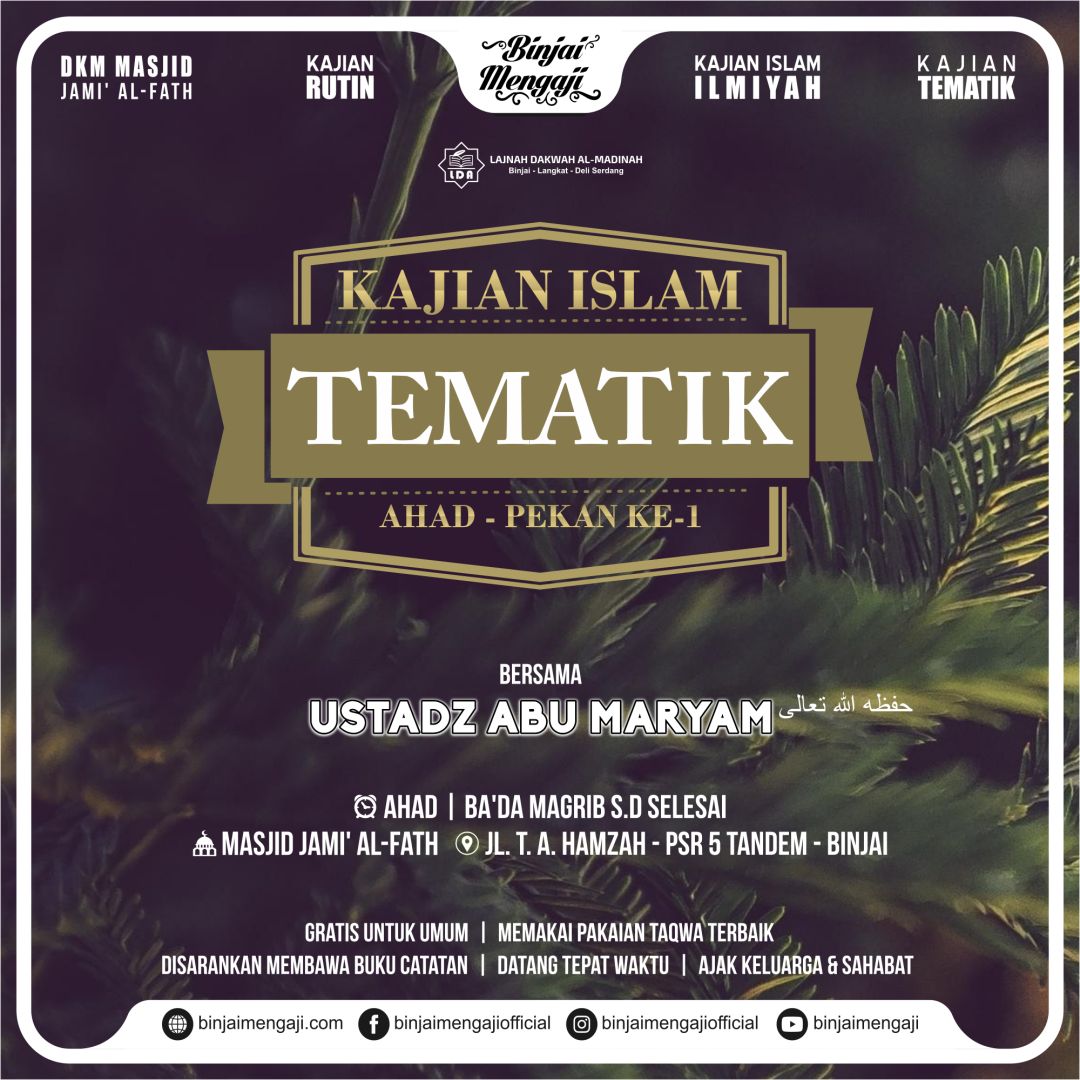 DKM MASJID
JAMI' AL-FATH
KAJIAN
RUTIN
Binjai
Mengaji
KAJIAN ISLAM
ILMIYAH
KAJIAN
TEMATIK
LDA
LAJNAH DAKWAH AL-MADINAH
Binjai - Langkat - Deli Serdang
KAJIAN ISLAM
TEMATIK
AHAD - PEKAN KE-1
BERSAMA
USTADZ ABU MARYAM حفظه الله تعالى
AHAD | BA'DA MAGRIB S.D SELESAI
MASJID JAMI' AL-FATH JL. T. A. HAMZAH - PSR 5 TANDEM - BINJAI
GRATIS UNTUK UMUM | MEMAKAI PAKAIAN TAQWA TERBAIK
DISARANKAN MEMBAWA BUKU CATATAN | DATANG TEPAT WAKTU | AJAK KELUARGA & SAHABAT
binjaimengaji.com binjaimengajiofficial binjaimengajiofficial binjaimengaji